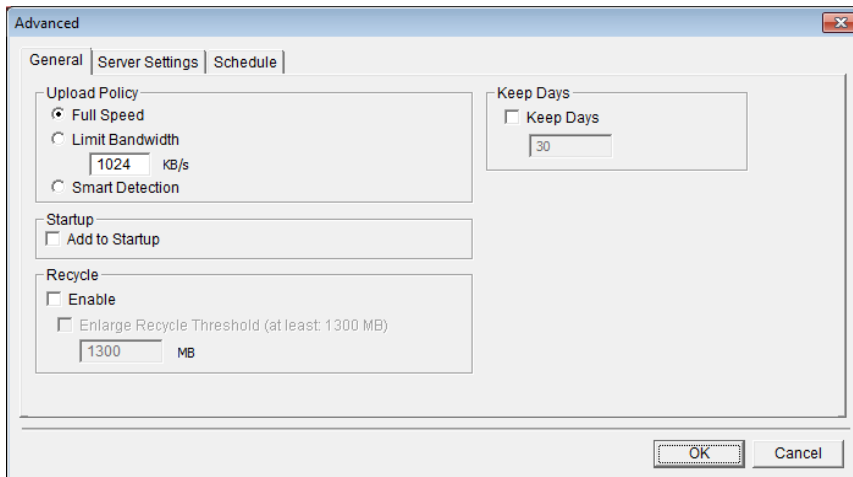 Advanced
General Server Settings Schedule
Upload Policy
Full Speed
Limit Bandwidth
1024 KB/s
Smart Detection
Startup
Add to Startup
Recycle
Enable
Enlarge Recycle Threshold (at least: 1300 MB)
1300 MB
Keep Days
Keep Days
30
OK Cancel